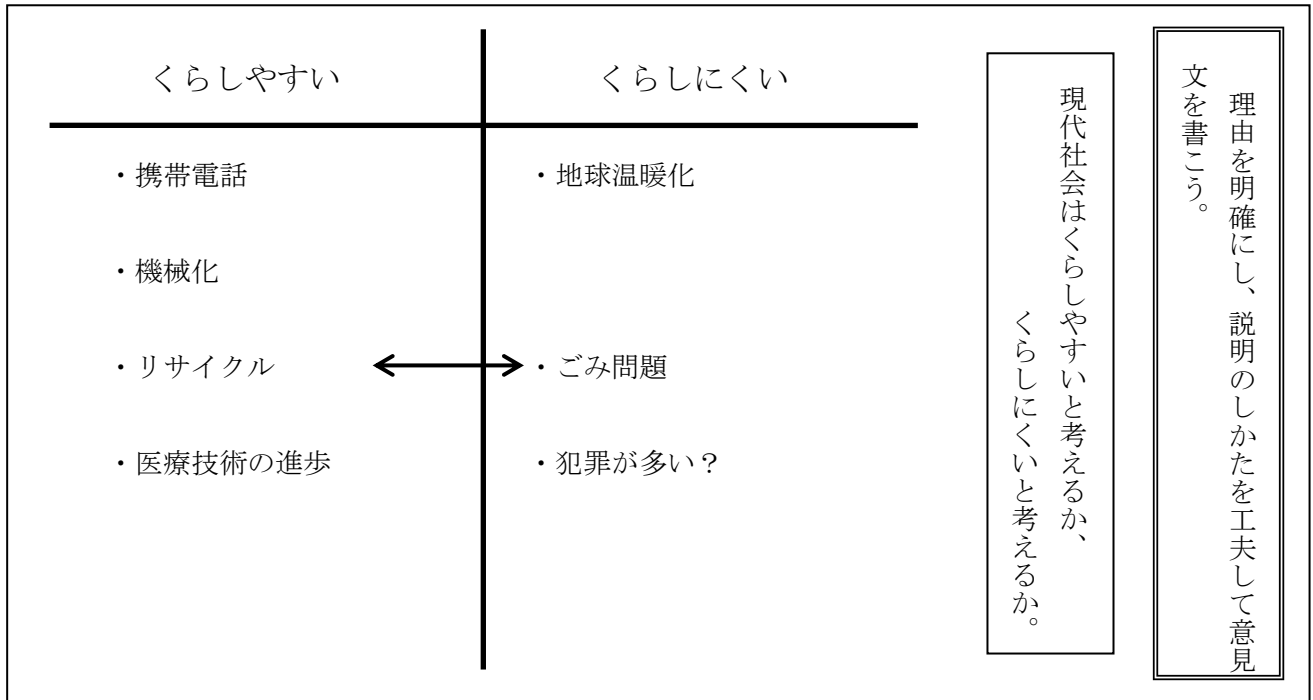 理由を明確にし、説明のしかたを工夫して意見
文を書こう。
現代社会はくらしやすいと考えるか、
くらしにくいと考えるか。
くらしやすい
くらしにくい
・携帯電話
・地球温暖化
・機械化
・リサイクル
・ごみ問題
・医療技術の進歩
・犯罪が多い？